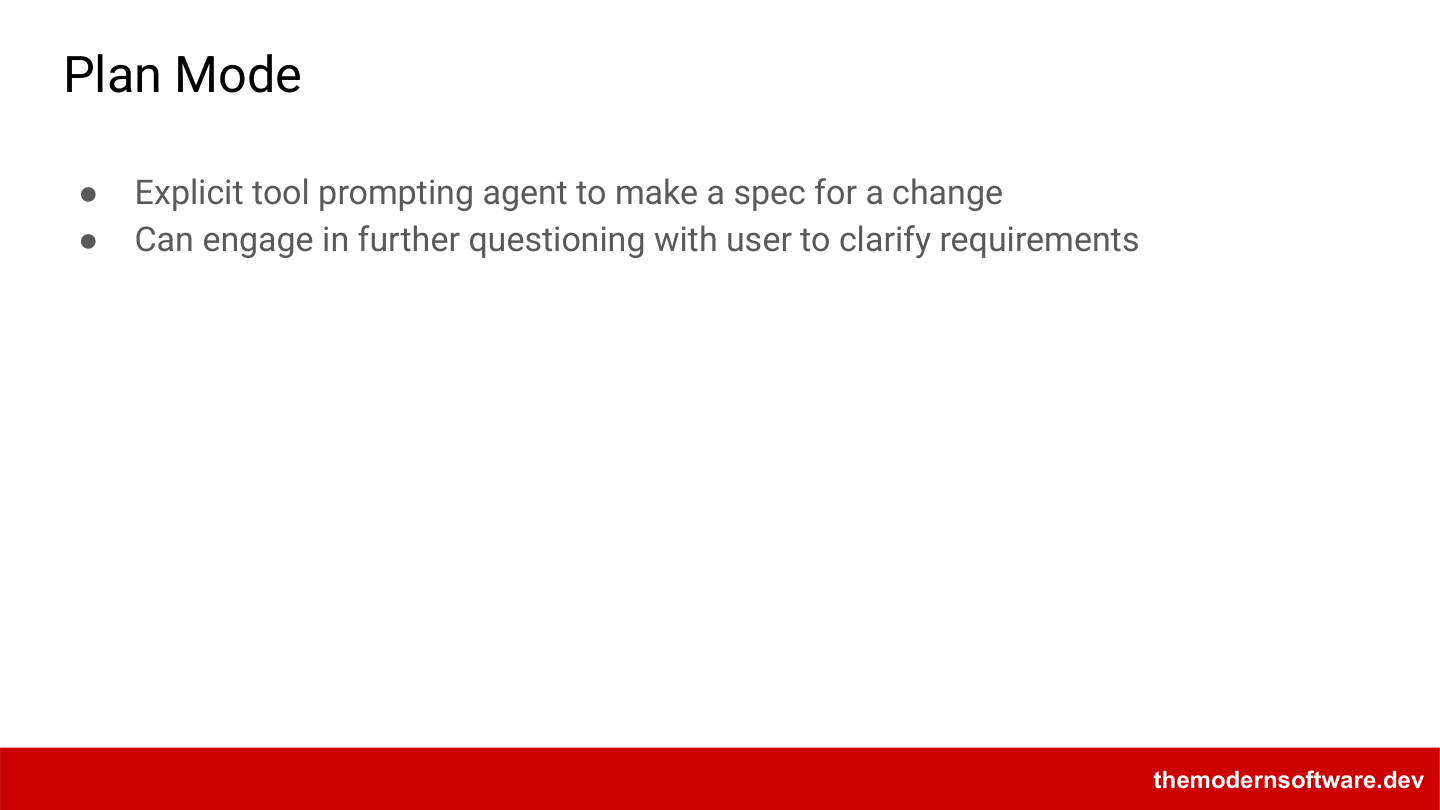 Plan Mode
● Explicit tool prompting agent to make a spec for a change
● Can engage in further questioning with user to clarify requirements
themodernsoftware.dev